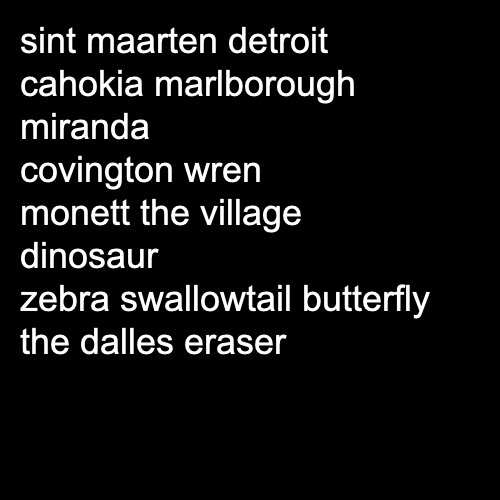 sint maarten detroit
cahokia marlborough
miranda
covington wren
monett the village
dinosaur
zebra swallowtail butterfly
the dalles eraser